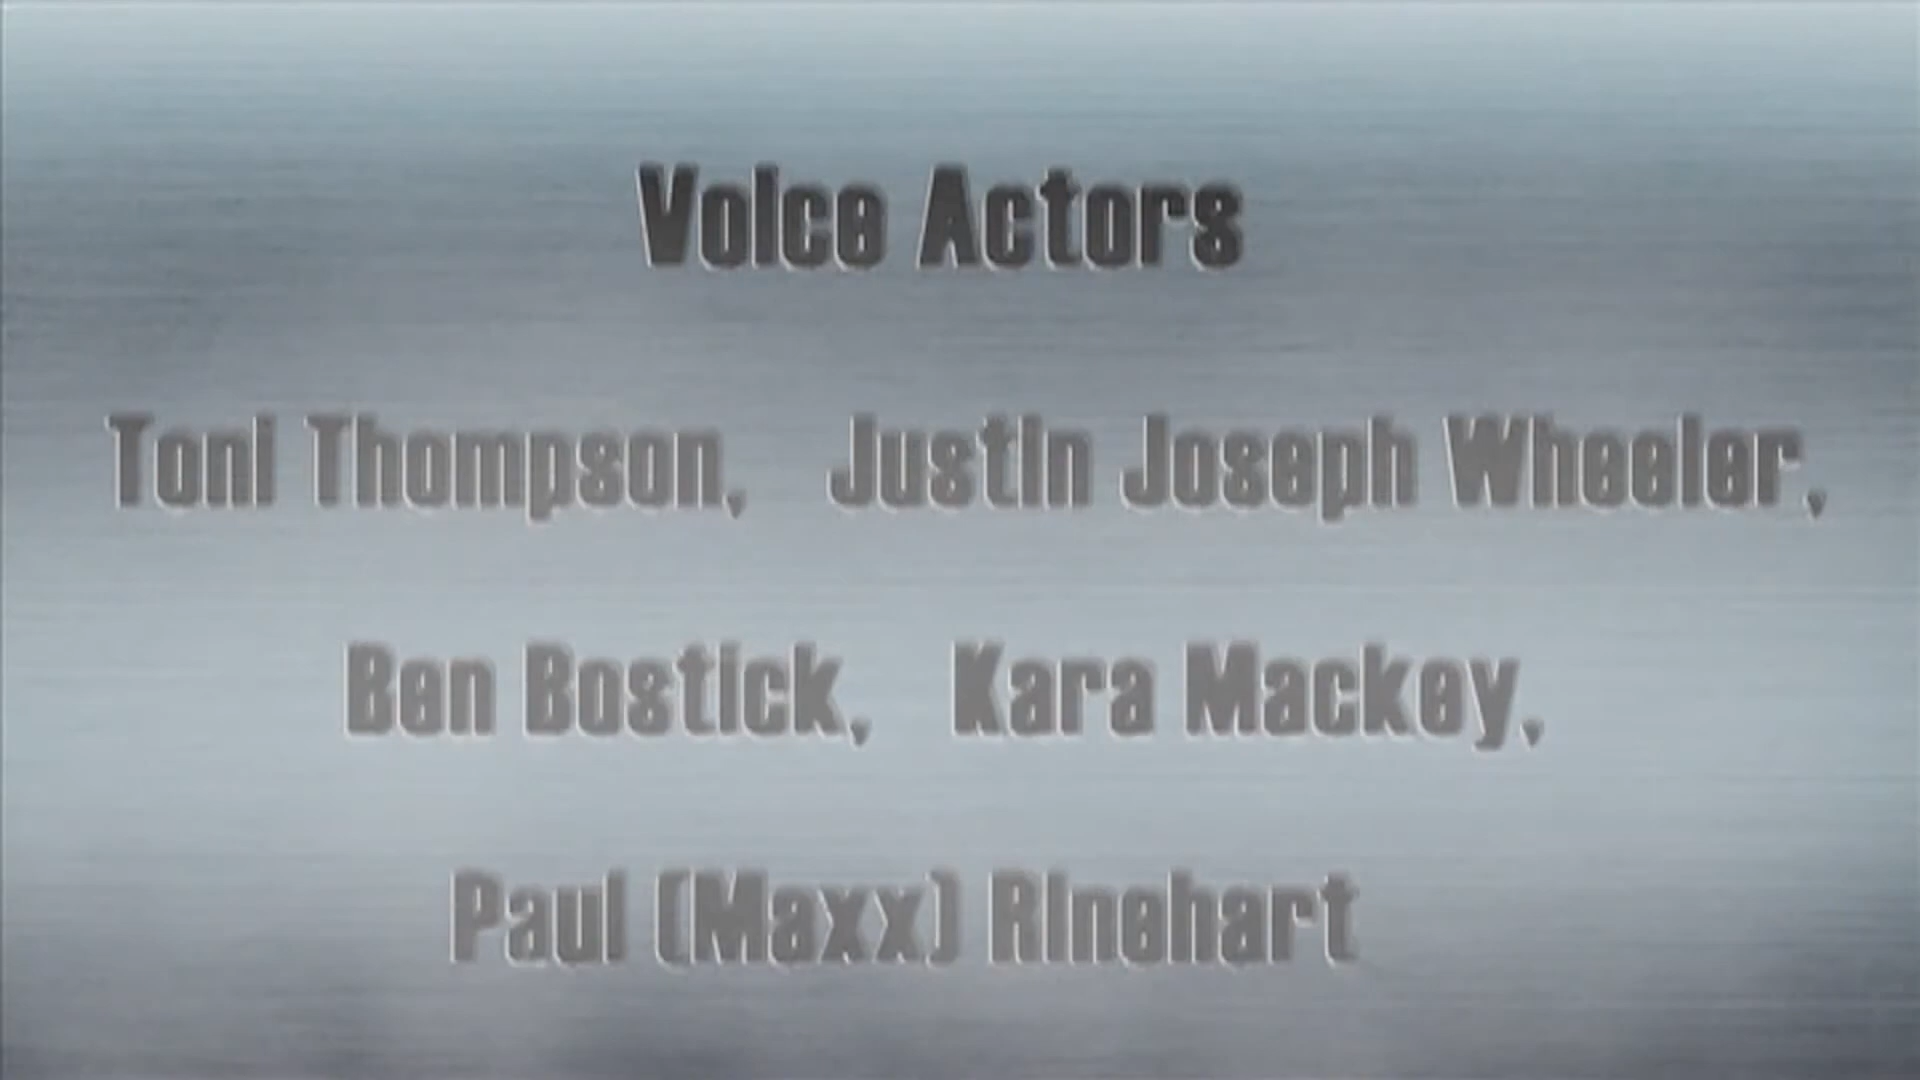 Voice Actors
Toni Thompson, Justin Joseph Wheeler,
Ben Bostick, Kara Mackey,
Paul (Maxx) Rinehart